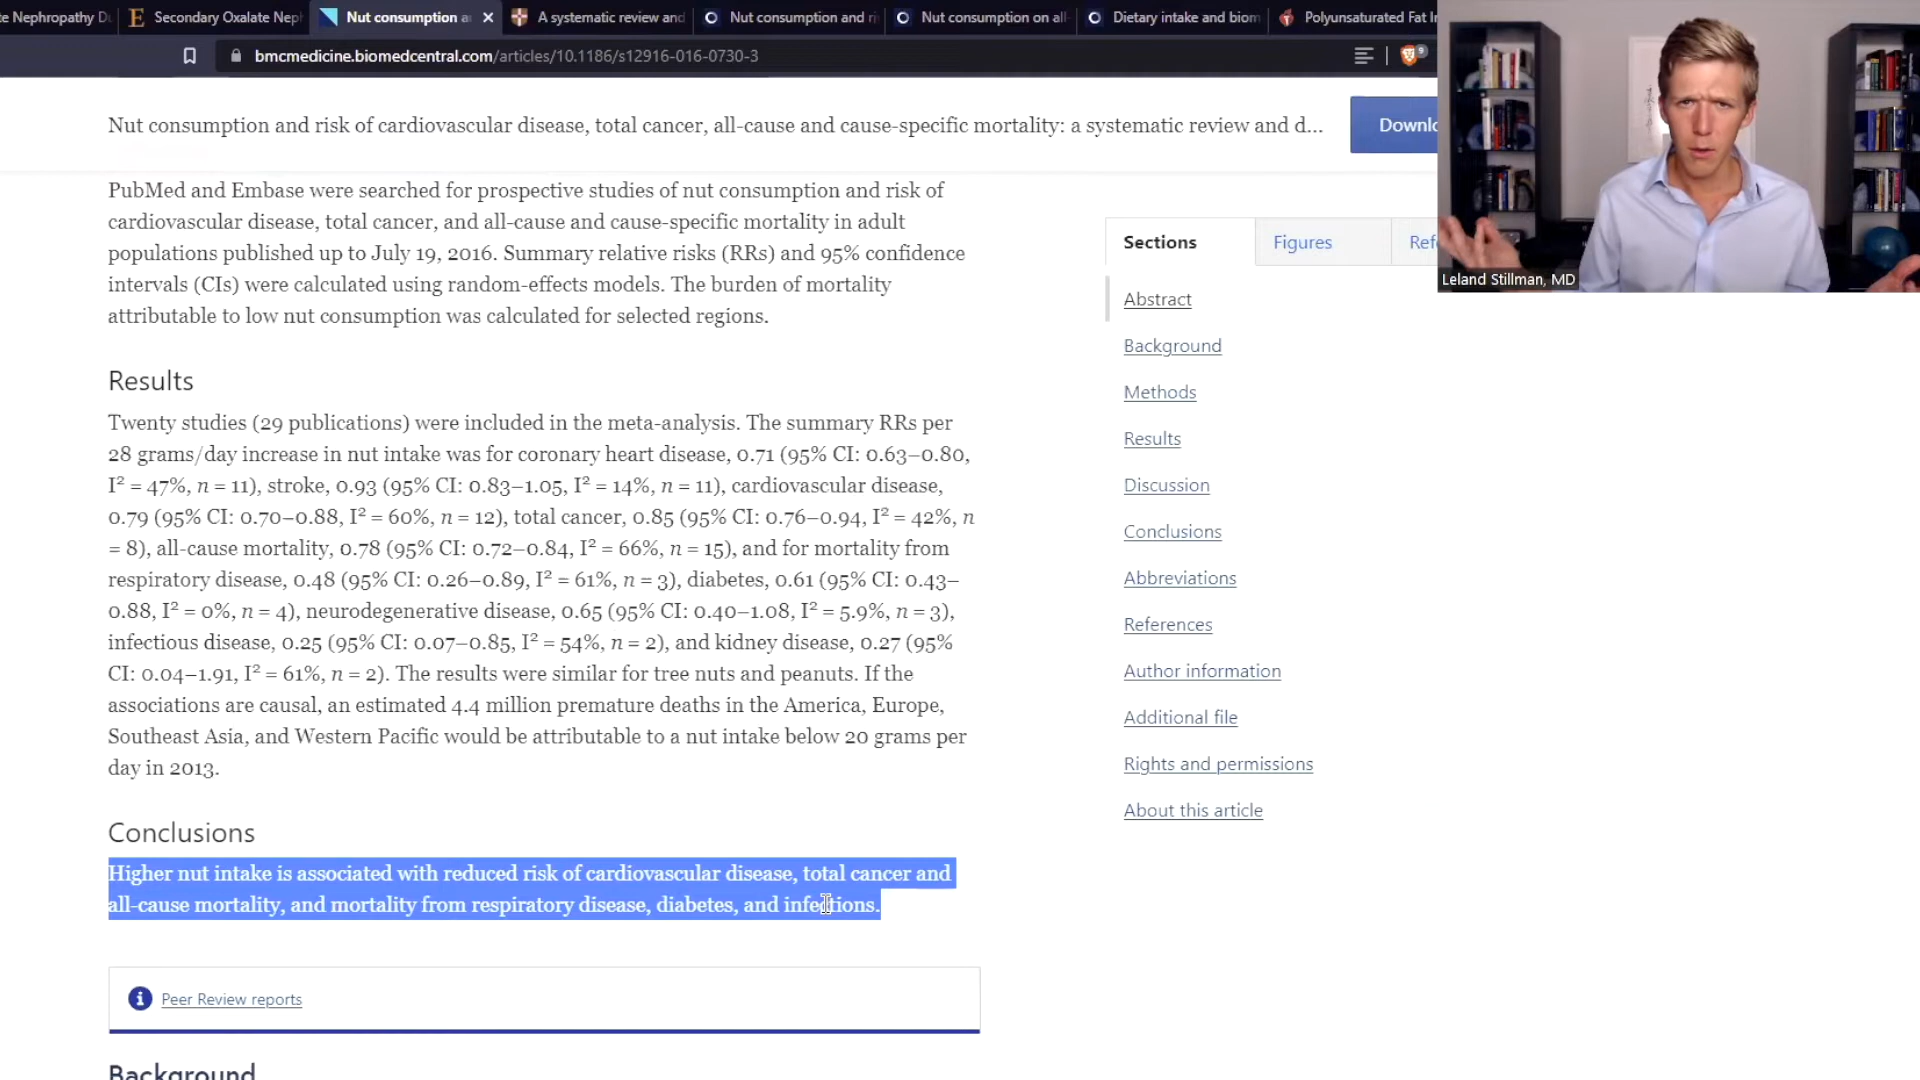 te Nephropathy Du
Secondary Oxalate Neph
Nut consumption a
A systematic review and
Nut consumption and ri
Nut consumption on all-
Dietary intake and biom
Polyunsaturated Fat In
bmcmedicine.biomedcentral.com/articles/10.1186/s12916-016-0730-3
9
Nut consumption and risk of cardiovascular disease, total cancer, all-cause and cause-specific mortality: a systematic review and d...
Downlo
Leland Stillman, MD
PubMed and Embase were searched for prospective studies of nut consumption and risk of
cardiovascular disease, total cancer, and all-cause and cause-specific mortality in adult
populations published up to July 19, 2016. Summary relative risks (RRs) and 95% confidence
intervals (CIs) were calculated using random-effects models. The burden of mortality
attributable to low nut consumption was calculated for selected regions.
Results
Twenty studies (29 publications) were included in the meta-analysis. The summary RRs per
28 grams/day increase in nut intake was for coronary heart disease, 0.71 (95% CI: 0.63–0.80,
I² = 47%, n = 11), stroke, 0.93 (95% CI: 0.83–1.05, I² = 14%, n = 11), cardiovascular disease,
0.79 (95% CI: 0.70–0.88, I² = 60%, n = 12), total cancer, 0.85 (95% CI: 0.76–0.94, I² = 42%, n
= 8), all-cause mortality, 0.78 (95% CI: 0.72–0.84, I² = 66%, n = 15), and for mortality from
respiratory disease, 0.48 (95% CI: 0.26–0.89, I² = 61%, n = 3), diabetes, 0.61 (95% CI: 0.43–
0.88, I² = 0%, n = 4), neurodegenerative disease, 0.65 (95% CI: 0.40–1.08, I² = 5.9%, n = 3),
infectious disease, 0.25 (95% CI: 0.07–0.85, I² = 54%, n = 2), and kidney disease, 0.27 (95%
CI: 0.04–1.91, I² = 61%, n = 2). The results were similar for tree nuts and peanuts. If the
associations are causal, an estimated 4.4 million premature deaths in the America, Europe,
Southeast Asia, and Western Pacific would be attributable to a nut intake below 20 grams per
day in 2013.
Conclusions
Higher nut intake is associated with reduced risk of cardiovascular disease, total cancer and
all-cause mortality, and mortality from respiratory disease, diabetes, and infections.
Peer Review reports
Background
Sections
Figures
Ref
Abstract
Background
Methods
Results
Discussion
Conclusions
Abbreviations
References
Author information
Additional file
Rights and permissions
About this article